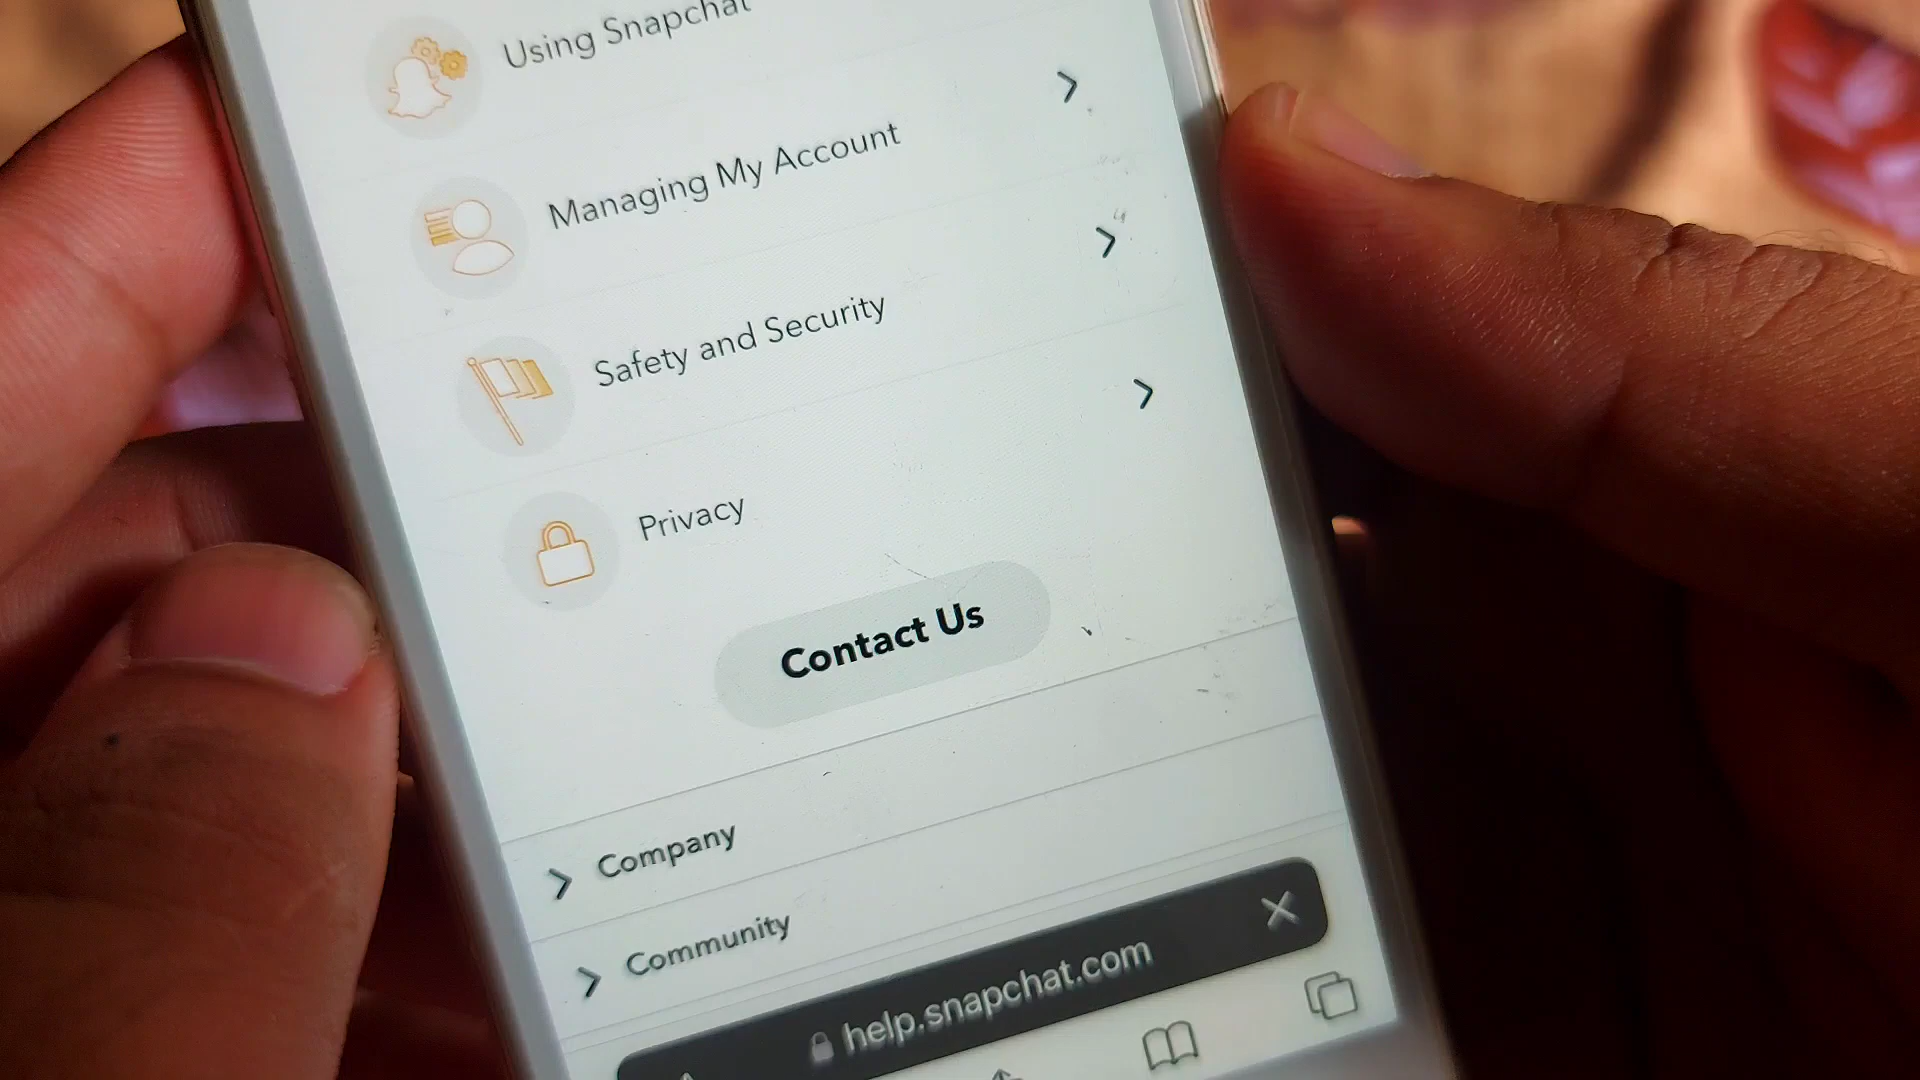 Using Snapchat
Managing My Account
Safety and Security
Privacy
Contact Us
Company
Community
help.snapchat.com